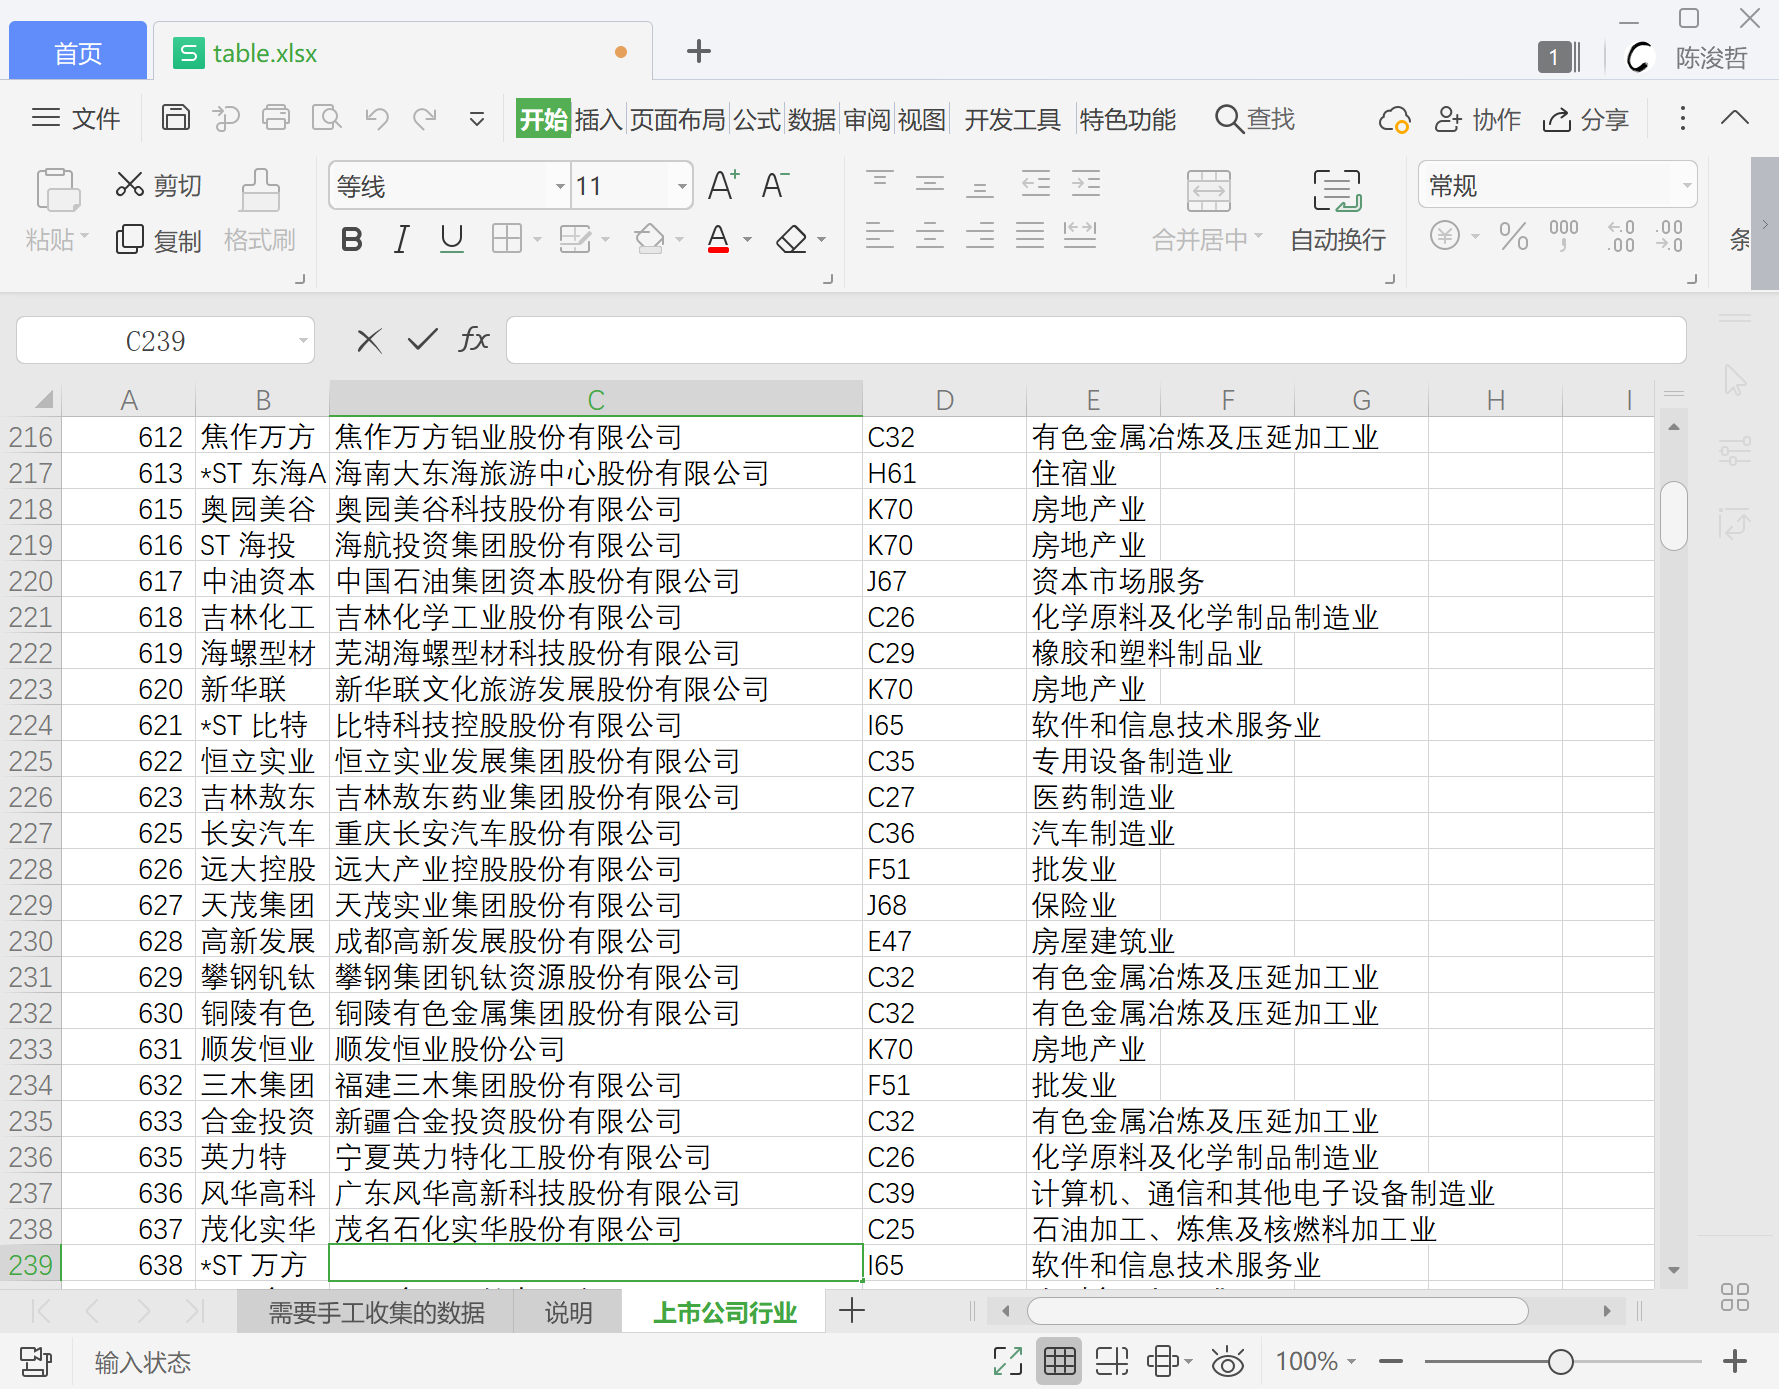 首页 table.xlsx 1 陈浚哲
文件 开始 插入 页面布局 公式 数据 审阅 视图 开发工具 特色功能 查找 协作 分享
粘贴 剪切 复制 格式刷 等线 11 合并居中 自动换行 常规 条
C239 fx
A B C D E F G H I
216 612 焦作万方 焦作万方铝业股份有限公司 C32 有色金属冶炼及压延加工业
217 613 *ST 东海A 海南大东海旅游中心股份有限公司 H61 住宿业
218 615 奥园美谷 奥园美谷科技股份有限公司 K70 房地产业
219 616 ST 海投 海航投资集团股份有限公司 K70 房地产业
220 617 中油资本 中国石油集团资本股份有限公司 J67 资本市场服务
221 618 吉林化工 吉林化学工业股份有限公司 C26 化学原料及化学制品制造业
222 619 海螺型材 芜湖海螺型材科技股份有限公司 C29 橡胶和塑料制品业
223 620 新华联 新华联文化旅游发展股份有限公司 K70 房地产业
224 621 *ST 比特 比特科技控股股份有限公司 I65 软件和信息技术服务业
225 622 恒立实业 恒立实业发展集团股份有限公司 C35 专用设备制造业
226 623 吉林敖东 吉林敖东药业集团股份有限公司 C27 医药制造业
227 625 长安汽车 重庆长安汽车股份有限公司 C36 汽车制造业
228 626 远大控股 远大产业控股股份有限公司 F51 批发业
229 627 天茂集团 天茂实业集团股份有限公司 J68 保险业
230 628 高新发展 成都高新发展股份有限公司 E47 房屋建筑业
231 629 攀钢钒钛 攀钢集团钒钛资源股份有限公司 C32 有色金属冶炼及压延加工业
232 630 铜陵有色 铜陵有色金属集团股份有限公司 C32 有色金属冶炼及压延加工业
233 631 顺发恒业 顺发恒业股份公司 K70 房地产业
234 632 三木集团 福建三木集团股份有限公司 F51 批发业
235 633 合金投资 新疆合金投资股份有限公司 C32 有色金属冶炼及压延加工业
236 635 英力特 宁夏英力特化工股份有限公司 C26 化学原料及化学制品制造业
237 636 风华高科 广东风华高新科技股份有限公司 C39 计算机、通信和其他电子设备制造业
238 637 茂化实华 茂名石化实华股份有限公司 C25 石油加工、炼焦及核燃料加工业
239 638 *ST 万方 I65 软件和信息技术服务业
需要手工收集的数据 说明 上市公司行业
输入状态 100%